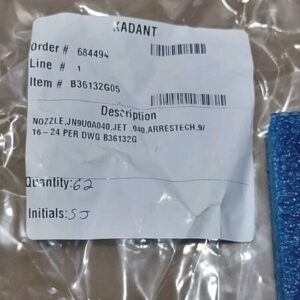 KADANT
Order # 684494
Line # 1
Item # B36132G05
Description
NOZZLE,JN9U0A040,JET .040,ARRESTECH,9/
16-24 PER DWG B36132G
Quantity: 62
Initials: SJ